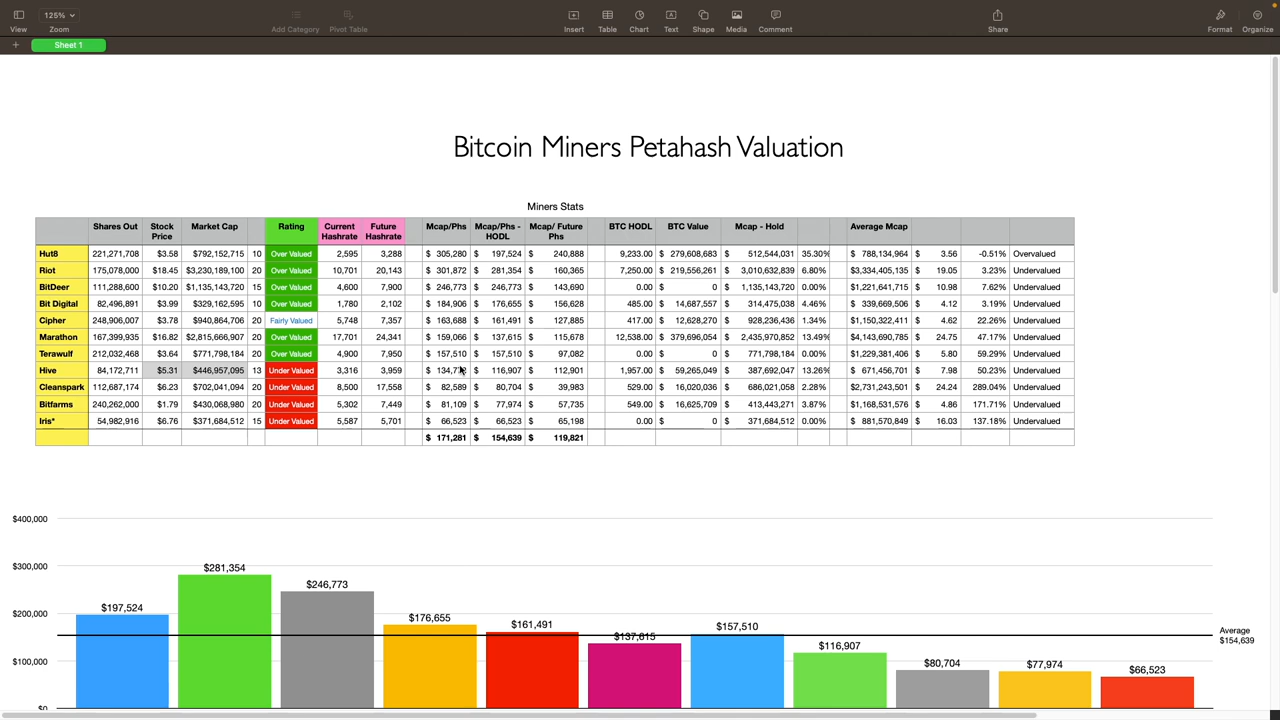 125%
View Zoom Add Category Pivot Table Insert Table Chart Text Shape Media Comment Share Format Organize
+ Sheet 1
Bitcoin Miners Petahash Valuation
Miners Stats
Shares Out Stock Price Market Cap Rating Current Hashrate Future Hashrate Mcap/Phs Mcap/Phs - HODL Mcap/ Future Phs BTC HODL BTC Value Mcap - Hold Average Mcap
Hut8 221,271,708 $3.58 $792,152,715 10 Over Valued 2,595 3,288 $ 305,280 $ 197,524 $ 240,888 9,233.00 $ 279,608,683 $ 512,544,031 35.30% $ 788,134,964 $ 3.56 -0.51% Overvalued
Riot 175,078,000 $18.45 $3,230,189,100 20 Over Valued 10,701 20,143 $ 301,872 $ 281,354 $ 160,365 7,250.00 $ 219,556,261 $ 3,010,632,839 6.80% $ 3,334,405,135 $ 19.05 3.23% Undervalued
BitDeer 111,288,600 $10.20 $1,135,143,720 15 Over Valued 4,600 7,900 $ 246,773 $ 246,773 $ 143,690 0.00 $ 0 $ 1,135,143,720 0.00% $ 1,221,641,715 $ 10.98 7.62% Undervalued
Bit Digital 82,496,891 $3.99 $329,162,595 10 Over Valued 1,780 2,102 $ 184,906 $ 176,655 $ 156,628 485.00 $ 14,687,557 $ 314,475,038 4.46% $ 339,669,506 $ 4.12 3.19% Undervalued
Cipher 248,906,007 $3.78 $940,864,706 20 Fairly Valued 5,748 7,357 $ 163,688 $ 161,491 $ 127,885 417.00 $ 12,628,270 $ 928,236,436 1.34% $ 1,150,322,411 $ 4.62 22.26% Undervalued
Marathon 167,399,935 $16.82 $2,815,666,907 20 Over Valued 17,701 24,341 $ 159,066 $ 137,615 $ 115,678 12,538.00 $ 379,696,054 $ 2,435,970,852 13.49% $ 4,143,690,785 $ 24.75 47.17% Undervalued
Terawulf 212,032,468 $3.64 $771,798,184 20 Over Valued 4,900 7,950 $ 157,510 $ 157,510 $ 97,082 0.00 $ 0 $ 771,798,184 0.00% $ 1,229,381,406 $ 5.80 59.29% Undervalued
Hive 84,172,711 $5.31 $446,957,095 13 Under Valued 3,316 3,959 $ 134,7 $ 116,907 $ 112,901 1,957.00 $ 59,265,049 $ 387,692,047 13.26% $ 671,456,701 $ 7.98 50.23% Undervalued
Cleanspark 112,687,174 $6.23 $702,041,094 20 Under Valued 8,500 17,558 $ 82,589 $ 80,704 $ 39,983 529.00 $ 16,020,036 $ 686,021,058 2.28% $ 2,731,243,501 $ 24.24 289.04% Undervalued
Bitfarms 240,262,000 $1.79 $430,068,980 20 Under Valued 5,302 7,449 $ 81,109 $ 77,974 $ 57,735 549.00 $ 16,625,709 $ 413,443,271 3.87% $ 1,168,531,576 $ 4.86 171.71% Undervalued
Iris* 54,982,916 $6.76 $371,684,512 15 Under Valued 5,587 5,701 $ 66,523 $ 66,523 $ 65,198 0.00 $ 0 $ 371,684,512 0.00% $ 881,570,849 $ 16.03 137.18% Undervalued
$ 171,281 $ 154,639 $ 119,821
$400,000
$300,000
$200,000
$100,000
$0
$197,524 $281,354 $246,773 $176,655 $161,491 $137,615 $157,510 $116,907 $80,704 $77,974 $66,523
Average
$154,639